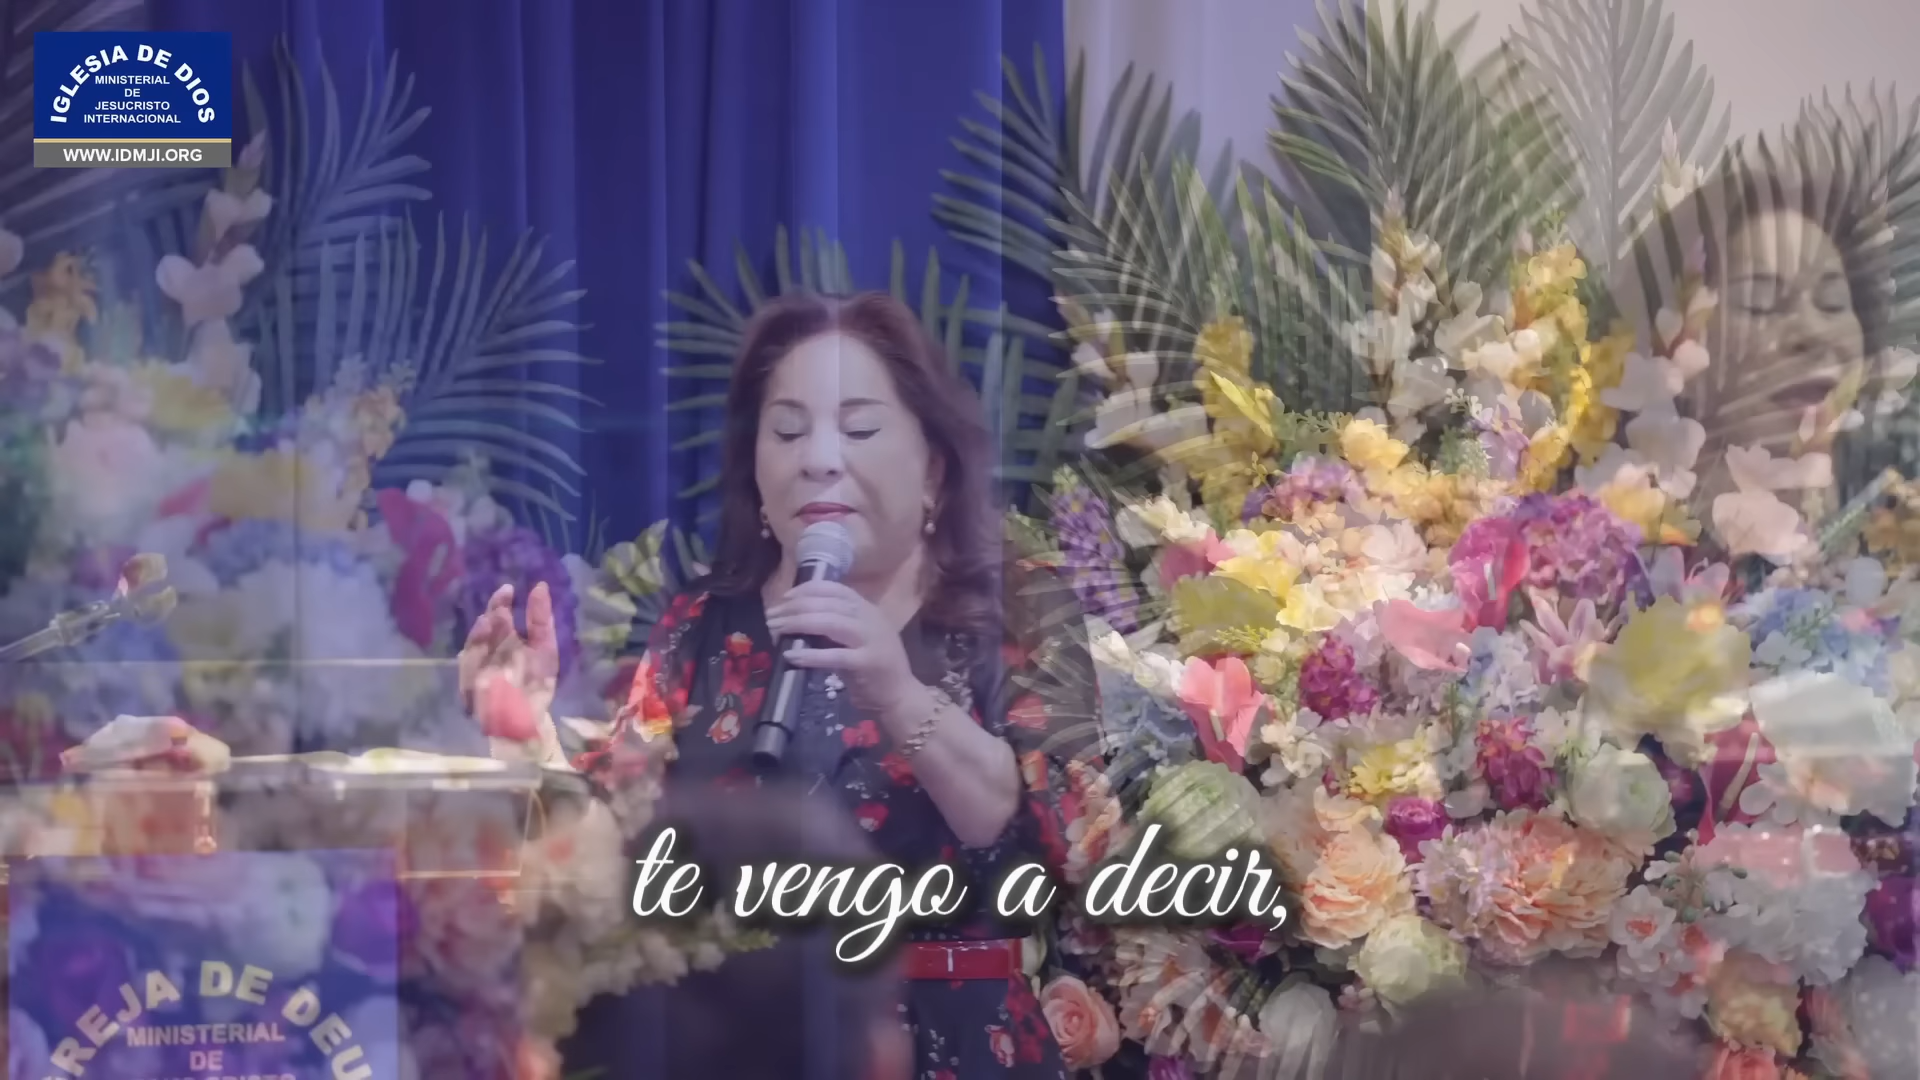 IGLESIA DE DIOS
MINISTERIAL
DE
JESUCRISTO
INTERNACIONAL
WWW.IDMJI.ORG
te vengo a decir,
REJA DE DEU
MINISTERIAL
DE